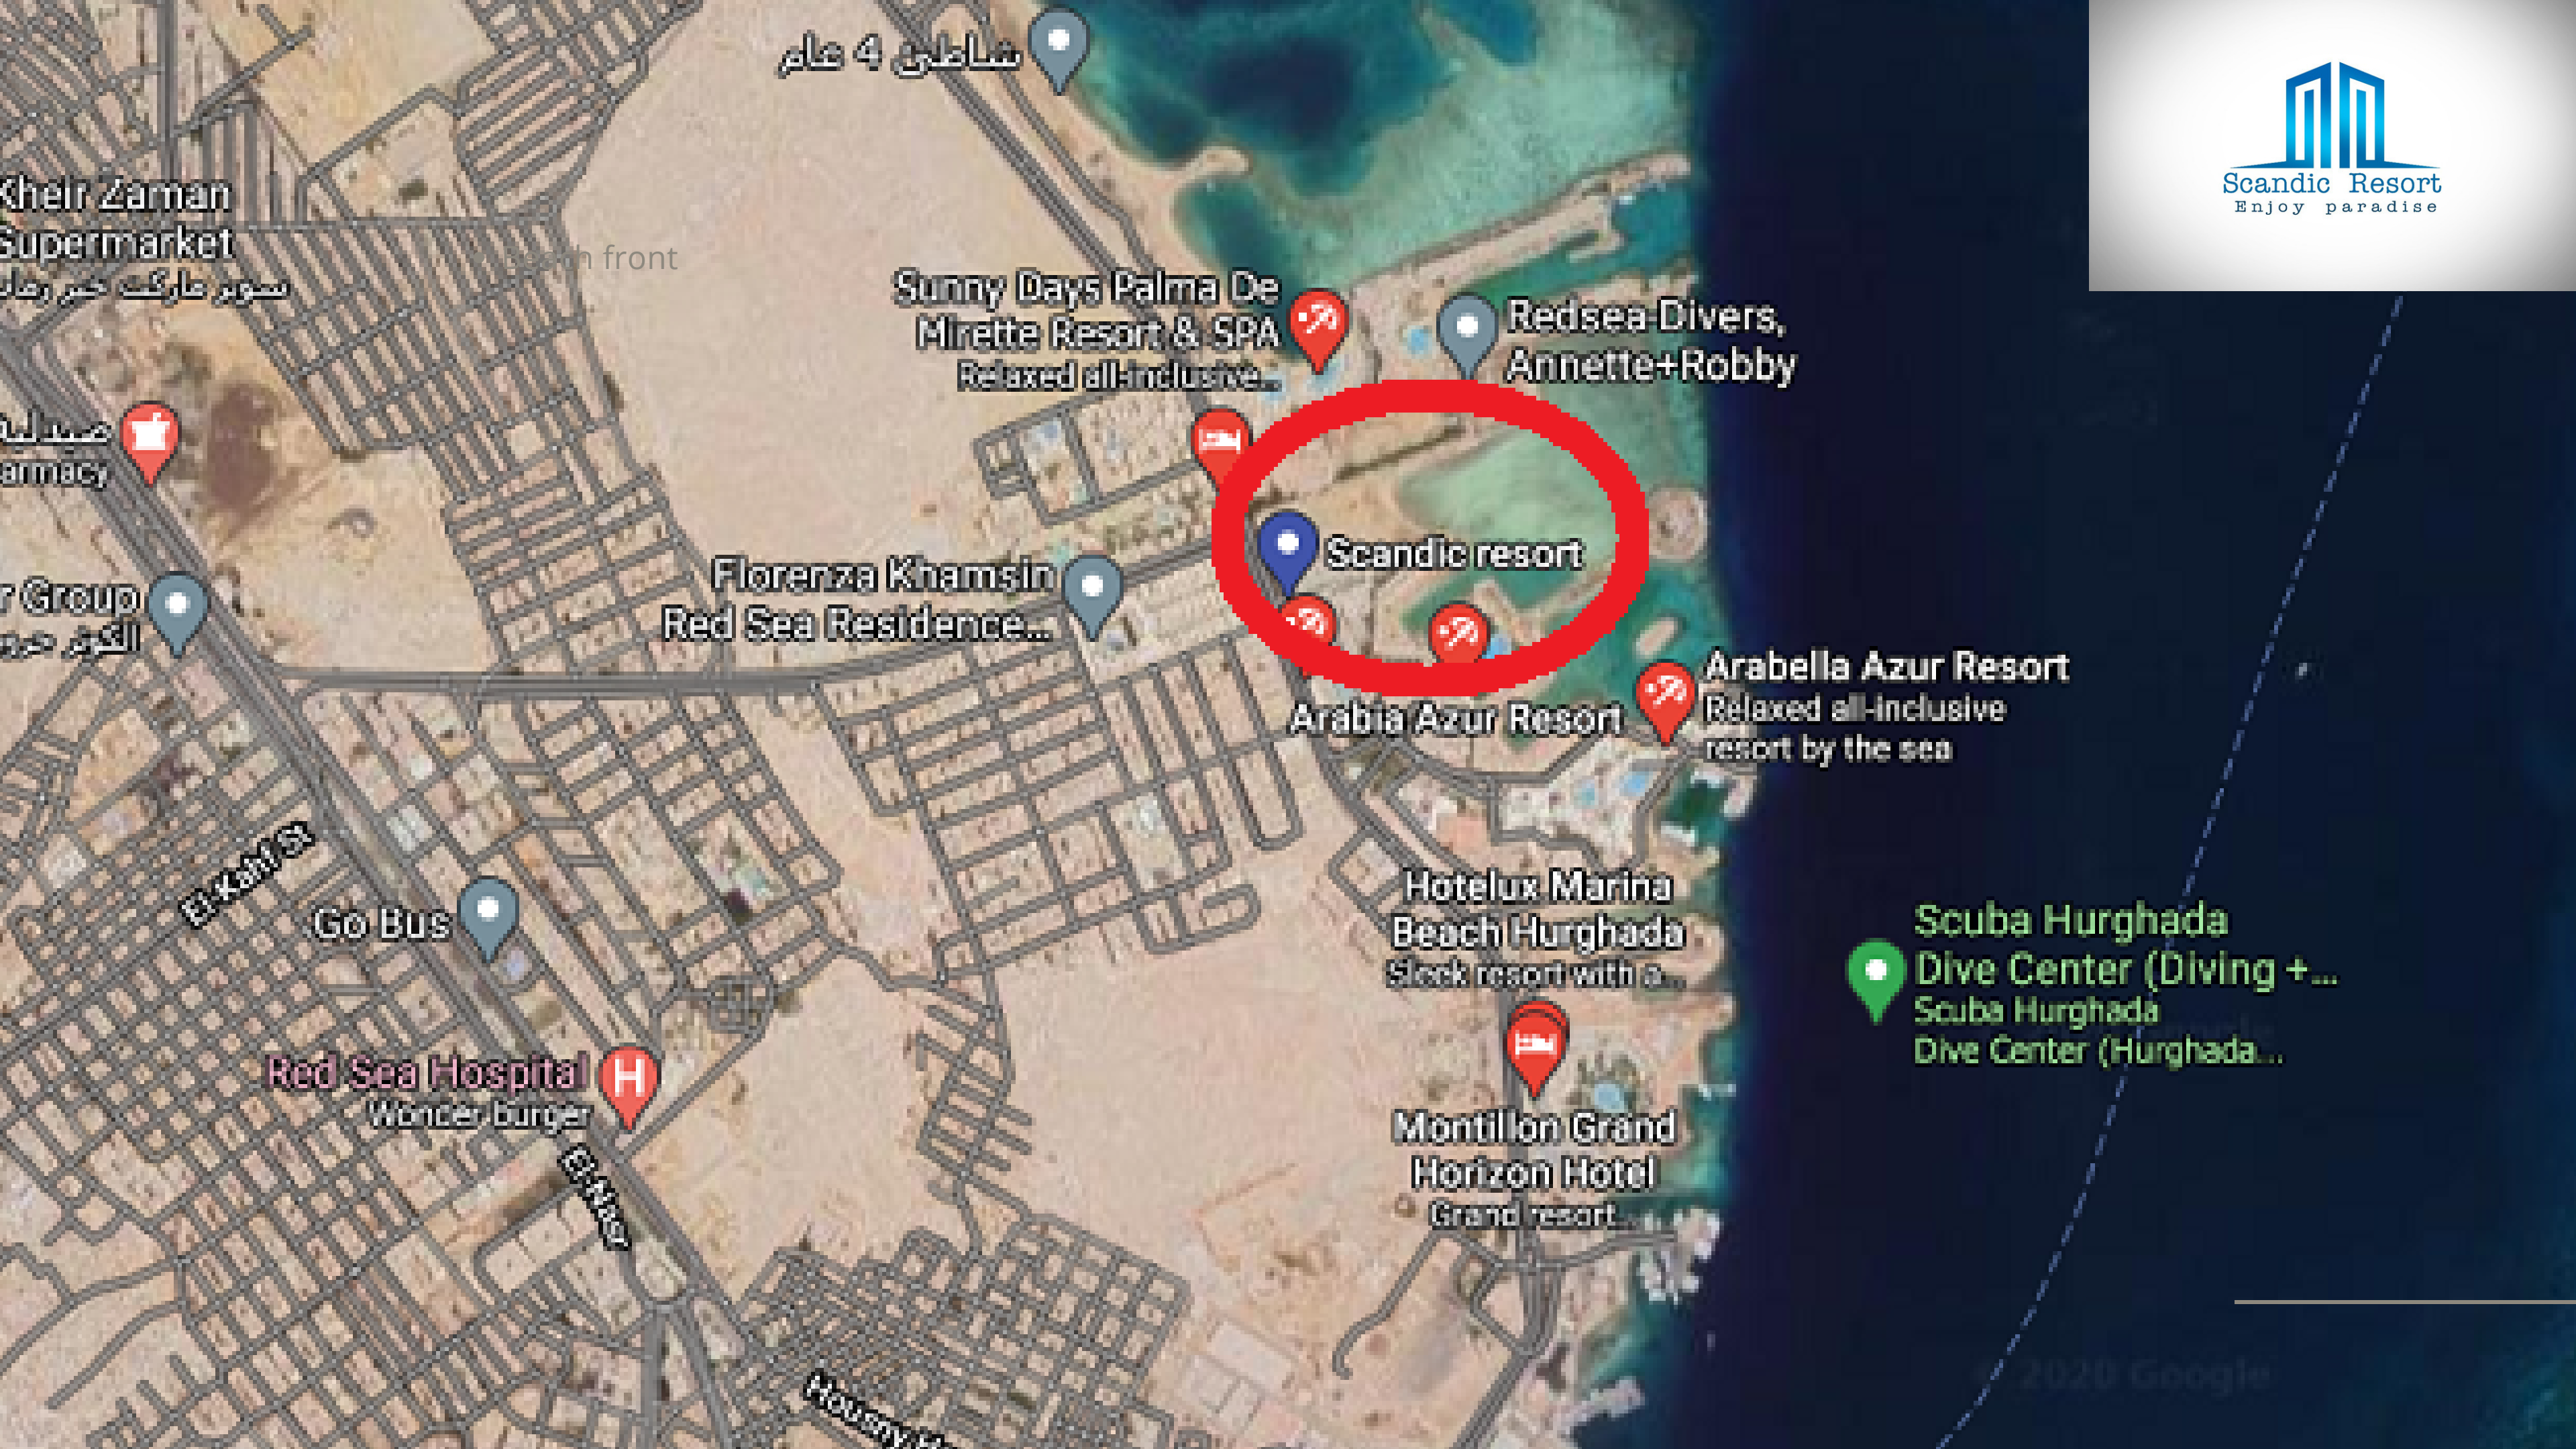 شاطئ 4 عام
Scandic Resort
Enjoy paradise
Kheir Zaman
Supermarket
سوبر ماركت خير
front
Sunny Days Palma De
Mirette Resort & SPA
Relaxed all-inclusive...
Redsea Divers,
Annette+Robby
صيدلية
armacy
Scandic resort
Florenza Khamsin
Red Sea Residence...
r Group
الكوثر
Arabella Azur Resort
Relaxed all-inclusive
resort by the sea
Arabia Azur Resort
El-Kahf St
Go Bus
Hotelux Marina
Beach Hurghada
Sleek resort with a...
Scuba Hurghada
Dive Center (Diving +...
Scuba Hurghada
Dive Center (Hurghada...
Red Sea Hospital
Wonder burger
Montillon Grand
Horizon Hotel
Grand resort...
El-Nasr
© 2020 Google